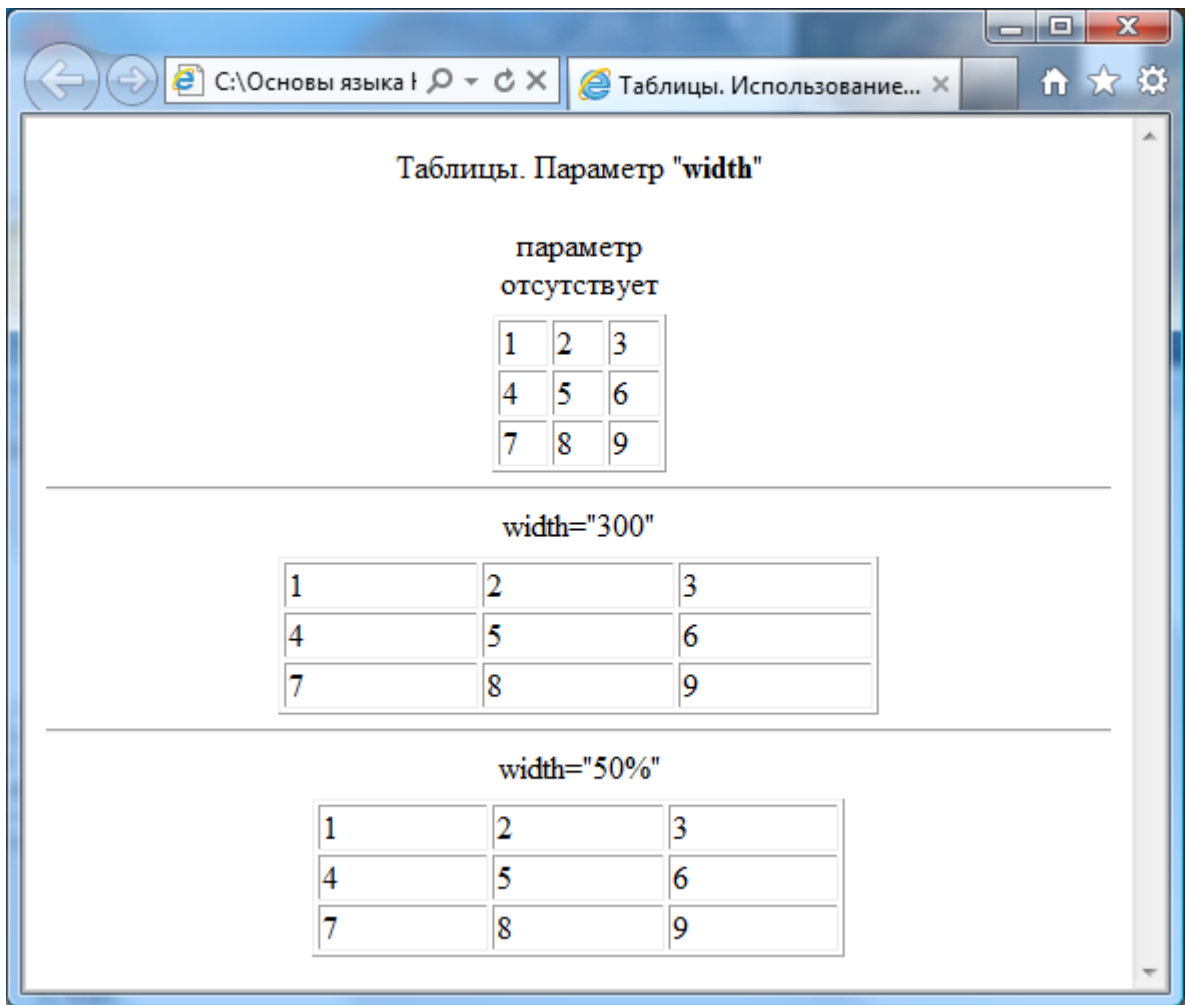 C:\Основы языка
Таблицы. Использование...
Таблицы. Параметр "width"
параметр
отсутствует
1 2 3
4 5 6
7 8 9
width="300"
1 2 3
4 5 6
7 8 9
width="50%"
1 2 3
4 5 6
7 8 9